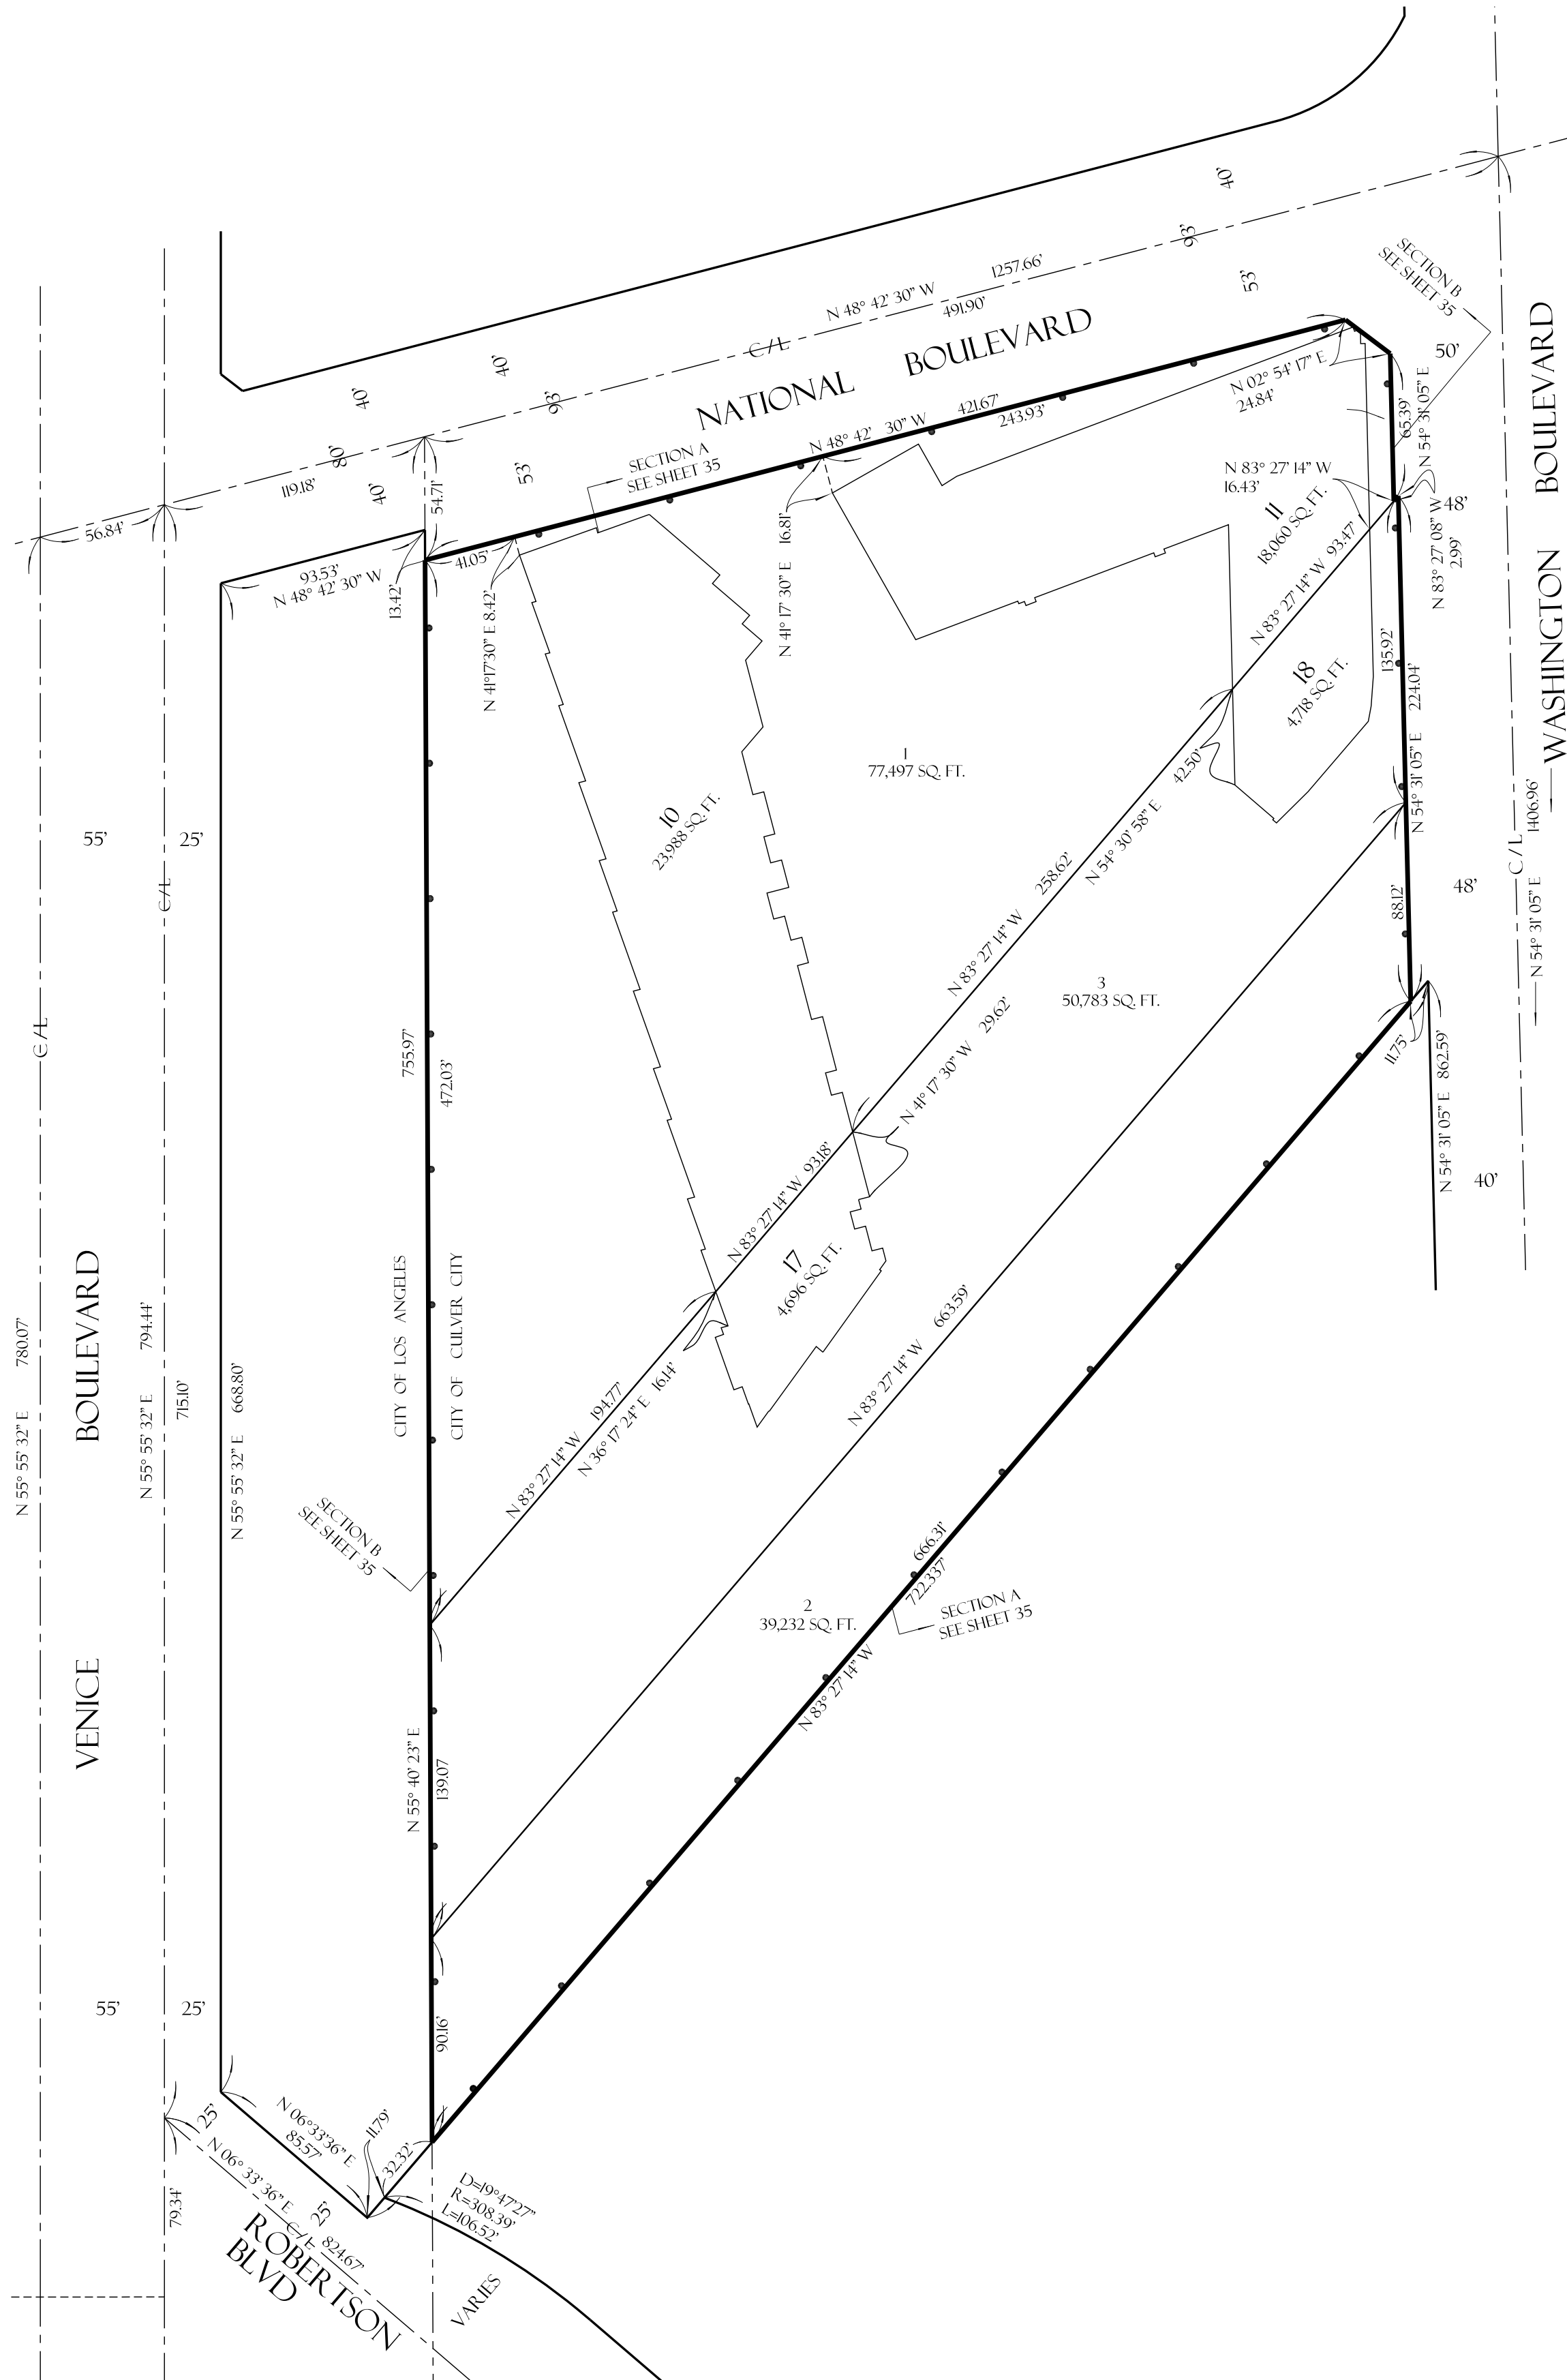 40'
1257.66'
93'
N 48° 42' 30" W
491.90'
53'
C/L
NATIONAL BOULEVARD
SECTION B
SEE SHEET 35
50'
WASHINGTON BOULEVARD
40'
40'
93'
80'
40'
53'
119.18'
56.84'
54.71'
SECTION A
SEE SHEET 35
N 48° 42' 30" W
421.67'
243.93'
N 02° 54' 17" E
24.84'
65.39'
N 54° 31' 05" E
N 83° 27' 14" W
16.43'
48'
N 83° 27' 08" W
2.99'
93.53'
N 48° 42' 30" W
13.42'
41.05'
N 41°17'30" E 8.42'
N 41° 17' 30" E 16.81'
11
18,060 SQ. FT.
N 83° 27' 14" W 93.47'
135.92'
224.04'
N 54° 31' 05" E
18
4,718 SQ. FT.
1
77,497 SQ. FT.
10
23,988 SQ. FT.
42.50'
N 54° 30' 58" E
258.62'
N 83° 27' 14" W
55'
25'
C/L
C/L
C/L
1406.96'
N 54° 31' 05" E
48'
88.12'
3
50,783 SQ. FT.
29.62'
N 41° 17' 30" W
11.75'
N 54° 31' 05" E 862.59'
40'
755.97'
472.03'
N 83° 27' 14" W 93.18'
17
4,696 SQ. FT.
CITY OF LOS ANGELES
CITY OF CULVER CITY
VENICE BOULEVARD
N 55° 55' 32" E 780.07'
N 55° 55' 32" E 794.44'
715.10'
N 55° 55' 32" E 668.80'
194.77'
N 83° 27' 14" W
N 36° 17' 24" E 16.14'
N 83° 27' 14" W 663.59'
SECTION B
SEE SHEET 35
666.31'
722.337'
N 83° 27' 14" W
2
39,232 SQ. FT.
SECTION A
SEE SHEET 35
N 55° 40' 23" E
139.07
90.16'
55'
25'
25'
N 06°33'36" E
85.57'
11.79'
32.32'
N 06° 33' 36" E
C/L
824.67'
25'
79.34'
D=19°47'27"
R=308.39'
L=106.52'
ROBERTSON
BLVD
VARIES